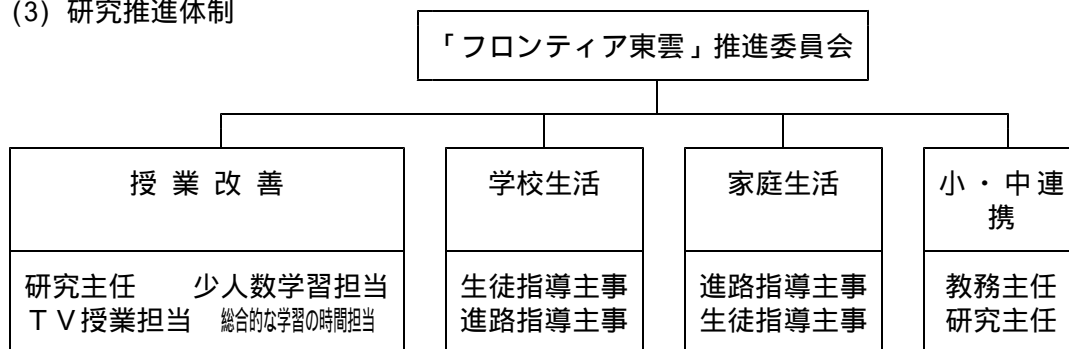 (3) 研究推進体制
「フロンティア東雲」推進委員会
授 業 改 善
学校生活
家庭生活
小・中連
携
研究主任 少人数学習担当
ＴＶ授業担当 総合的な学習の時間担当
生徒指導主事
進路指導主事
進路指導主事
生徒指導主事
教務主任
研究主任